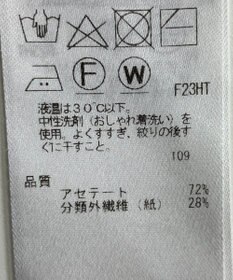 F W
F23HT
液温は30℃以下。
中性洗剤(おしゃれ着洗い)を
使用。よくすすぎ、絞りの後す
ぐに干すこと。
109
品質
アセテート 72%
分類外繊維(紙) 28%